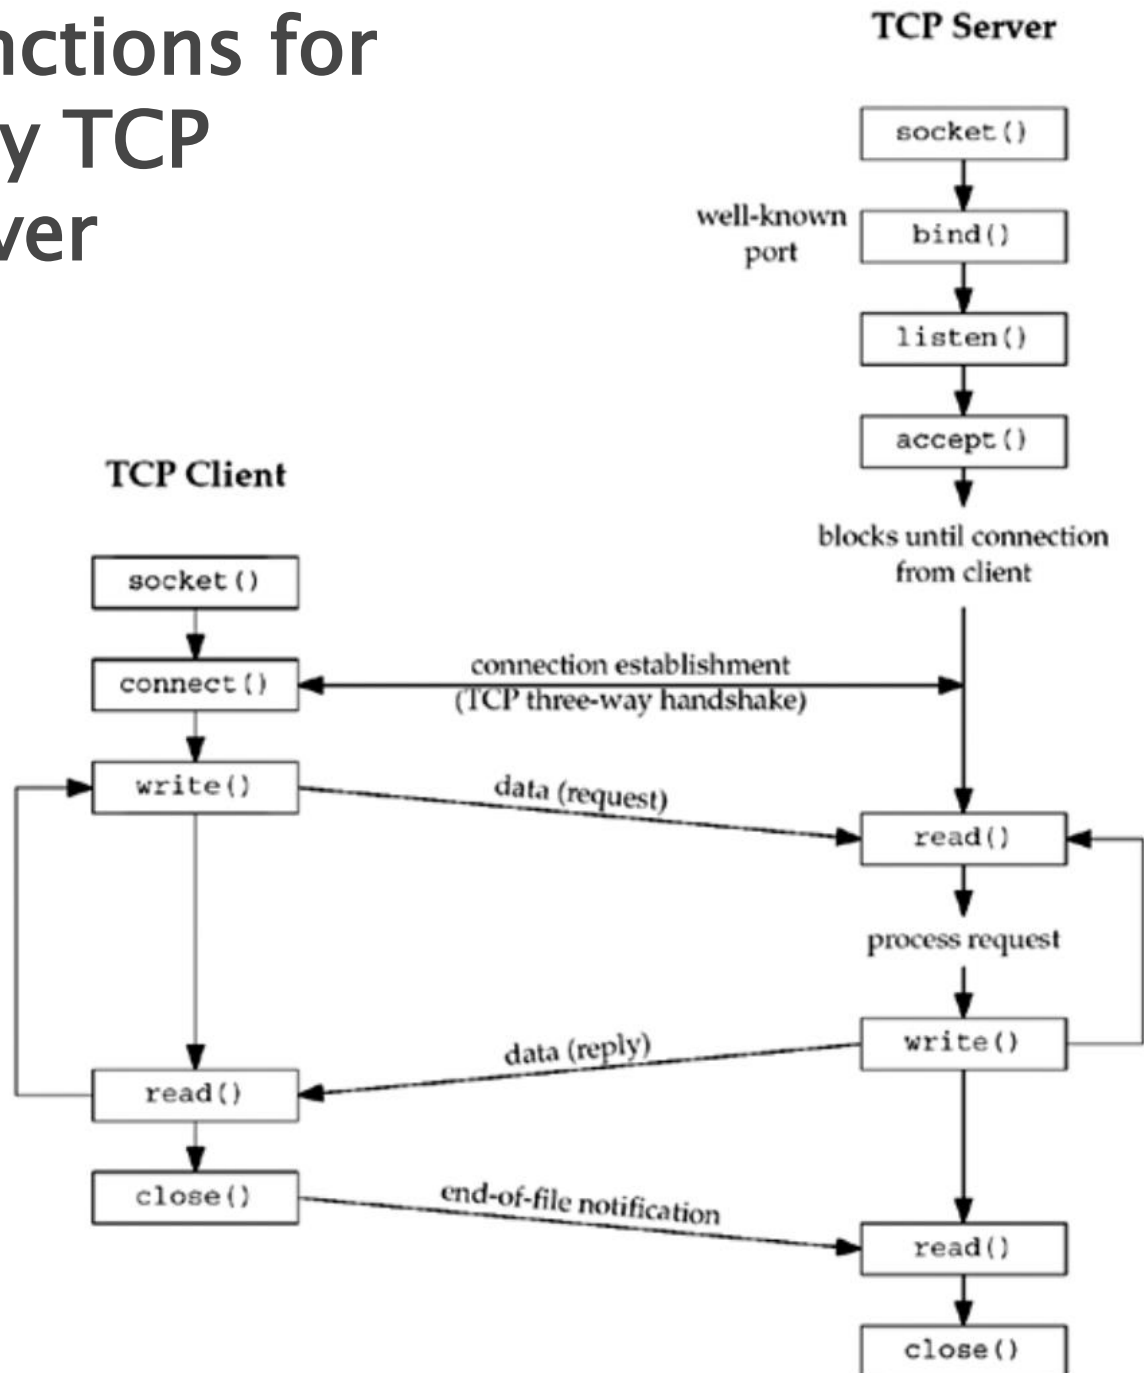 nctions for
y TCP
ver
TCP Server
socket()
well-known
port
bind()
listen()
accept()
blocks until connection
from client
TCP Client
socket()
connect()
connection establishment
(TCP three-way handshake)
write()
data (request)
read()
process request
write()
data (reply)
read()
close()
end-of-file notification
read()
close()